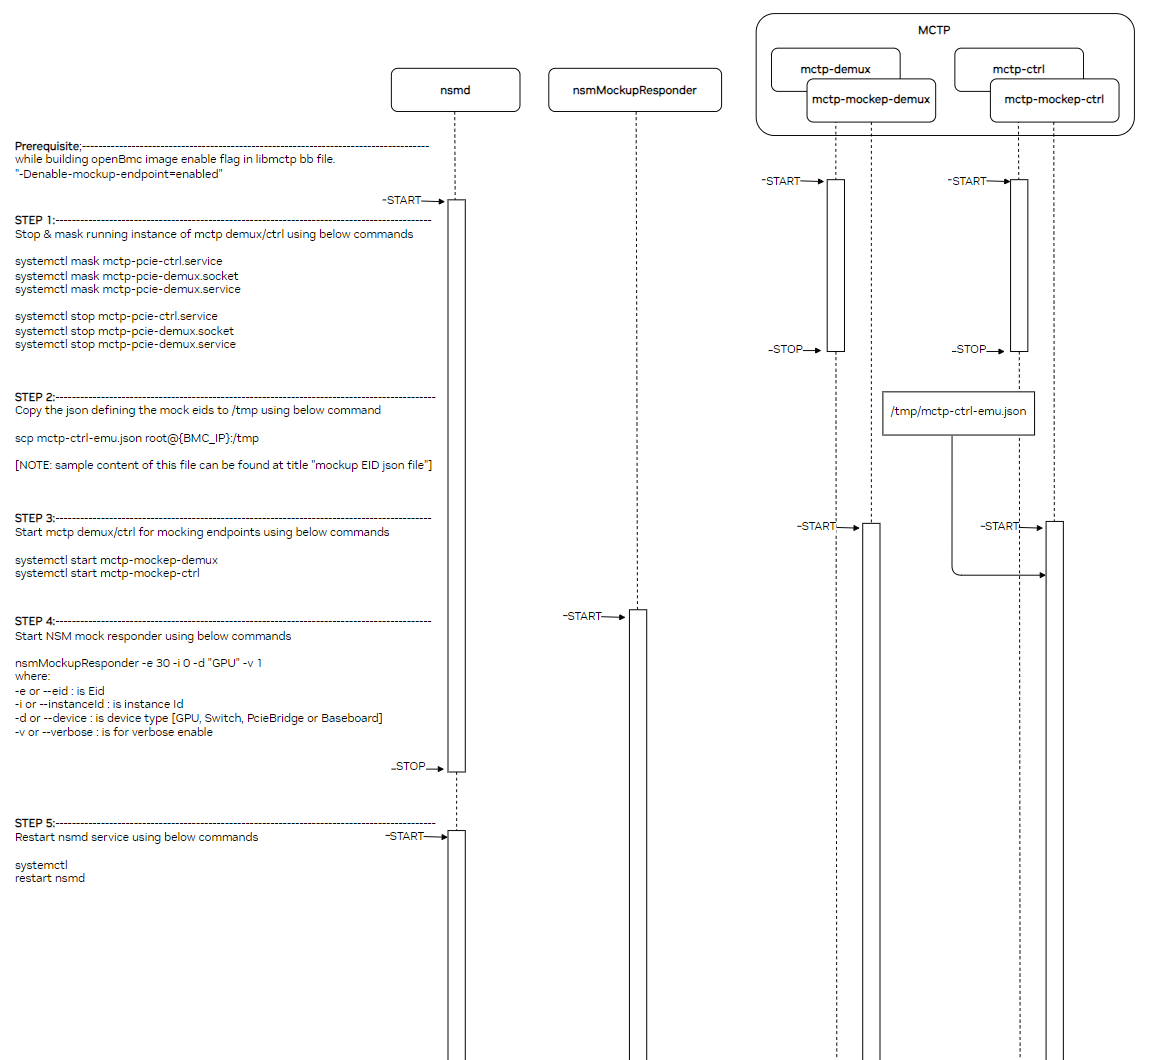 MCTP
mctp-demux
mctp-ctrl
nsmd
nsmMockupResponder
mctp-mockep-demux
mctp-mockep-ctrl
Prerequisite:------------------------------------------------------------
while building openBmc image enable flag in libmctp bb file.
"-Denable-mockup-endpoint=enabled"
-START
-START
-START
STEP 1:------------------------------------------------------------
Stop & mask running instance of mctp demux/ctrl using below commands
systemctl mask mctp-pcie-ctrl.service
systemctl mask mctp-pcie-demux.socket
systemctl mask mctp-pcie-demux.service
systemctl stop mctp-pcie-ctrl.service
systemctl stop mctp-pcie-demux.socket
systemctl stop mctp-pcie-demux.service
_STOP
_STOP
STEP 2:------------------------------------------------------------
Copy the json defining the mock eids to /tmp using below command
/tmp/mctp-ctrl-emu.json
scp mctp-ctrl-emu.json root@{BMC_IP}:/tmp
[NOTE: sample content of this file can be found at title "mockup EID json file"]
STEP 3:------------------------------------------------------------
Start mctp demux/ctrl for mocking endpoints using below commands
-START
-START
systemctl start mctp-mockep-demux
systemctl start mctp-mockep-ctrl
STEP 4:------------------------------------------------------------
-START
Start NSM mock responder using below commands
nsmMockupResponder -e 30 -i 0 -d "GPU" -v 1
where:
-e or --eid : is Eid
-i or --instanceId : is instance Id
-d or --device : is device type [GPU, Switch, PcieBridge or Baseboard]
-v or --verbose : is for verbose enable
_STOP
STEP 5:------------------------------------------------------------
Restart nsmd service using below commands
-START
systemctl
restart nsmd